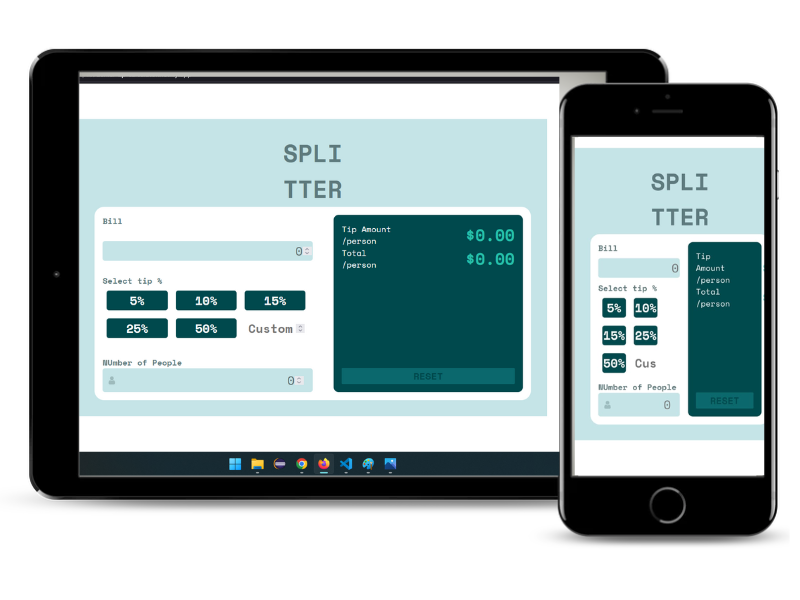 SPLI
TTER
Bill
0
Select tip %
5% 10% 15%
25% 50% Custom
NUmber of People
0
Tip Amount
/person
$0.00
Total
/person
$0.00
RESET
SPLI
TTER
Bill
0
Select tip %
5% 10%
15% 25%
50% Cus
NUmber of People
0
Tip
Amount
/person
Total
/person
RESET